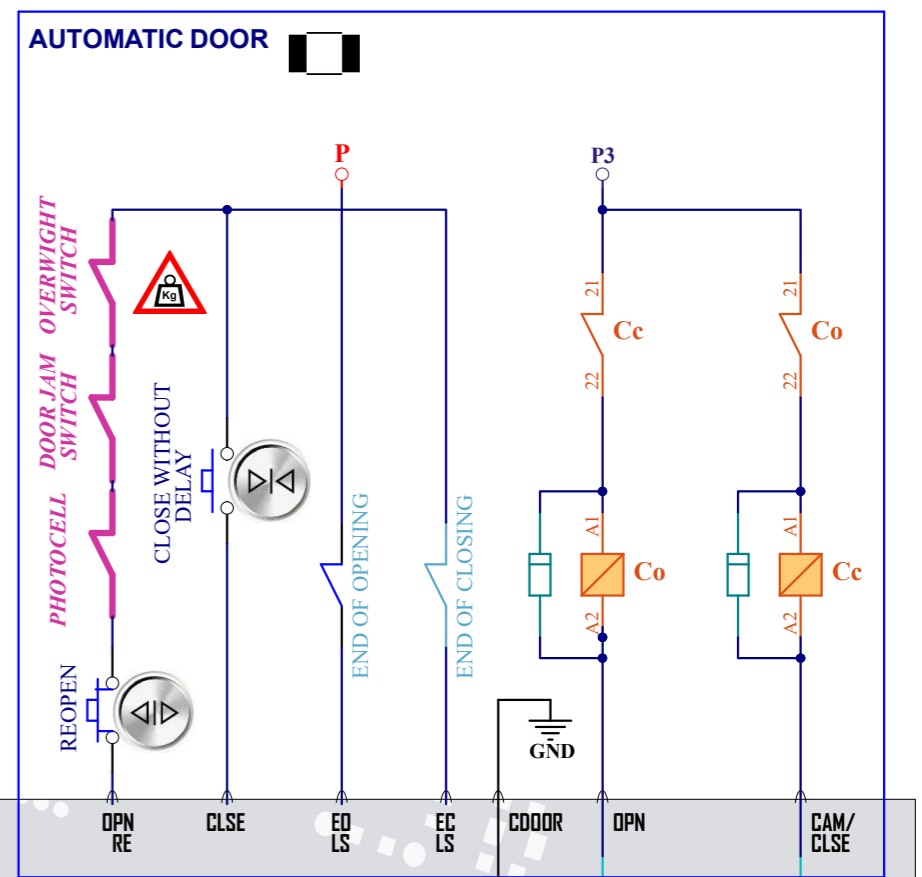 AUTOMATIC DOOR
P
P3
OVERWIGHT
SWITCH
Kg
21
Cc
22
21
Co
22
DOOR JAM
SWITCH
CLOSE WITHOUT
DELAY
PHOTOCELL
END OF OPENING
END OF CLOSING
A1
Co
A2
A1
Cc
A2
REOPEN
GND
OPN
RE
CLSE
EO
LS
EC
LS
CDOOR
OPN
CAM/
CLSE